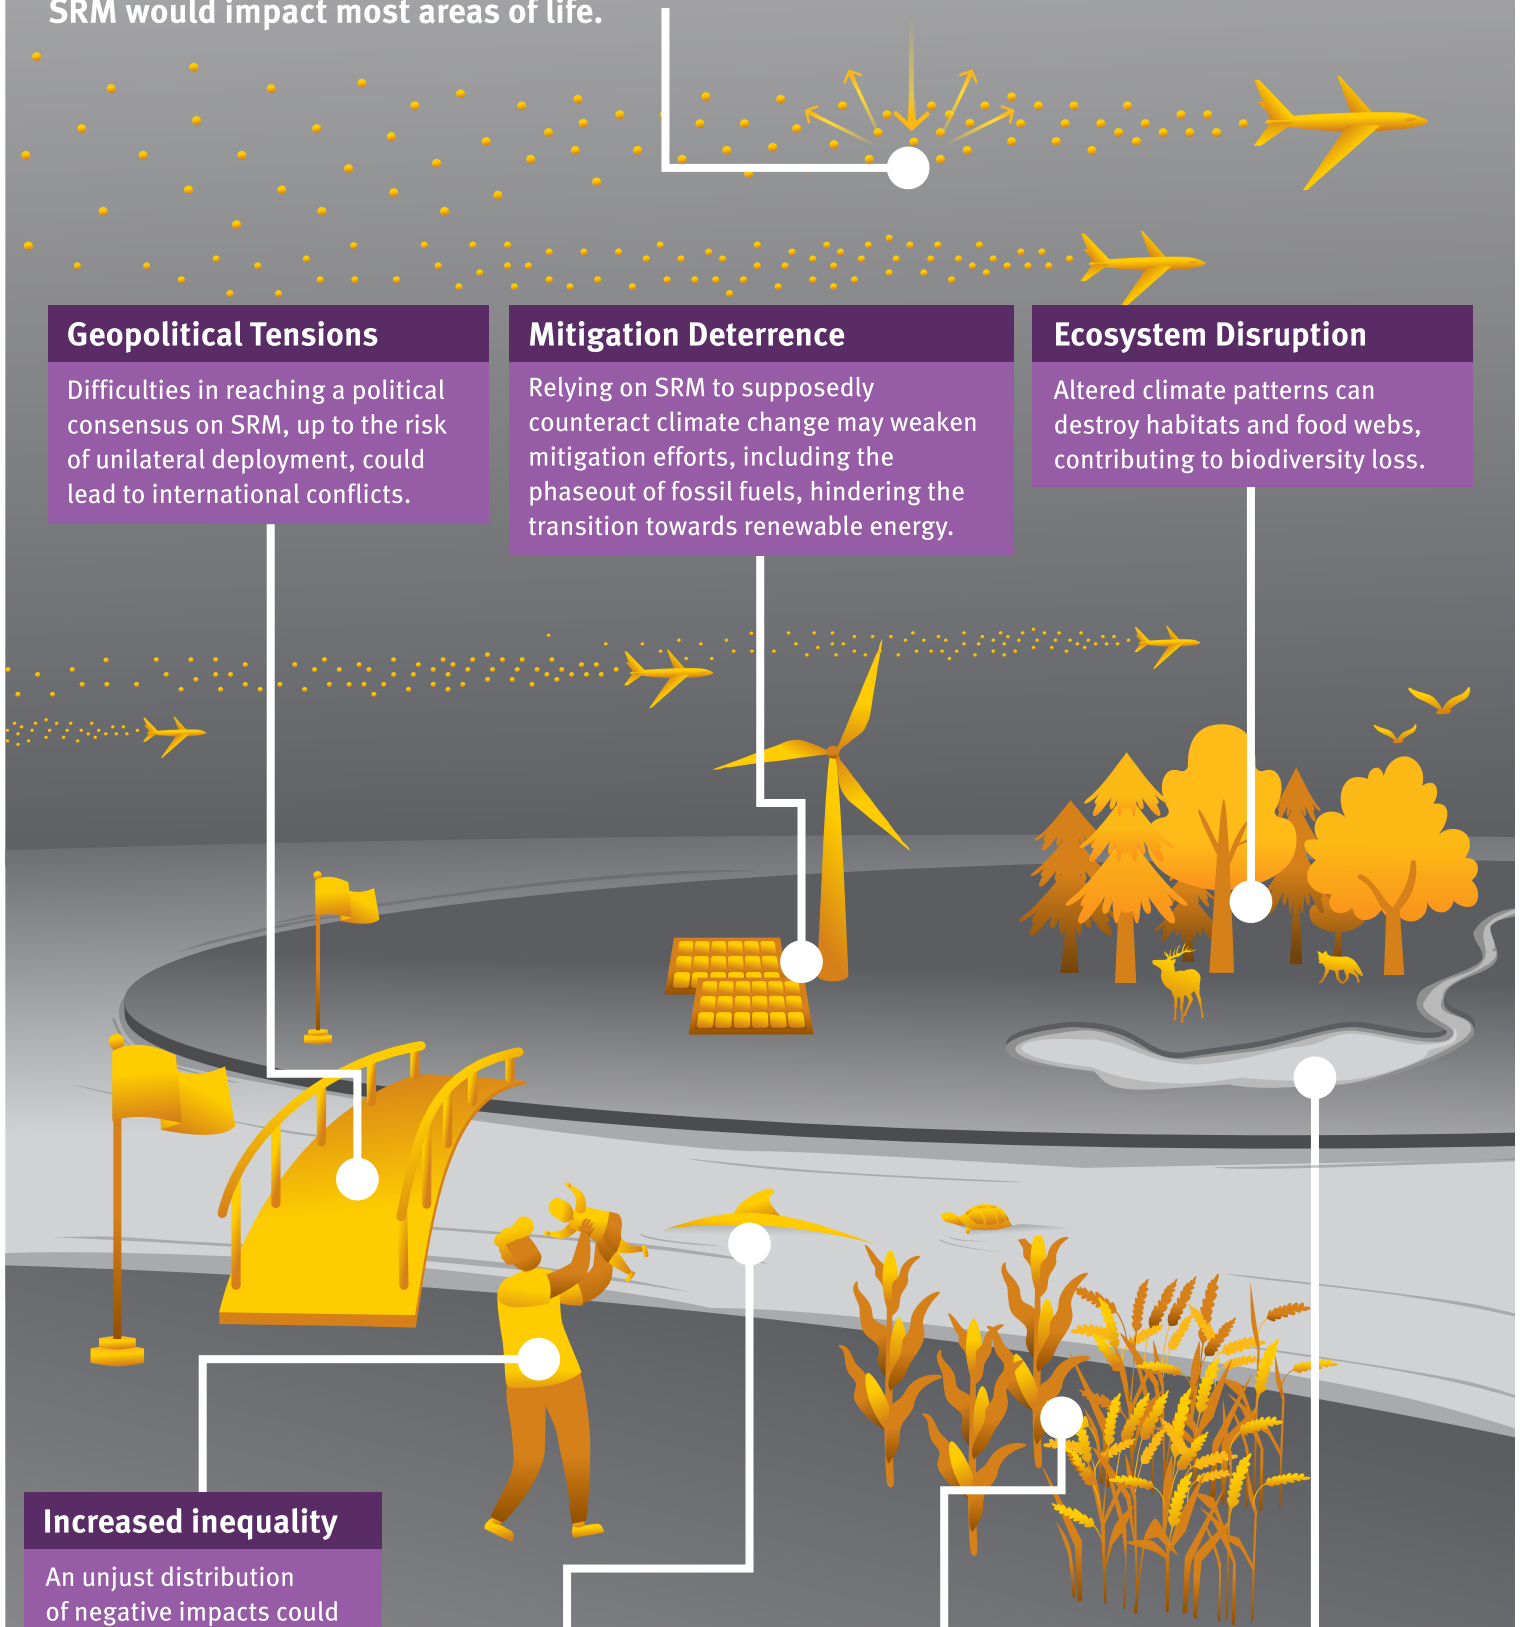 SRM would impact most areas of life.
Geopolitical Tensions
Difficulties in reaching a political
consensus on SRM, up to the risk
of unilateral deployment, could
lead to international conflicts.
Mitigation Deterrence
Relying on SRM to supposedly
counteract climate change may weaken
mitigation efforts, including the
phaseout of fossil fuels, hindering the
transition towards renewable energy.
Ecosystem Disruption
Altered climate patterns can
destroy habitats and food webs,
contributing to biodiversity loss.
Increased inequality
An unjust distribution
of negative impacts could